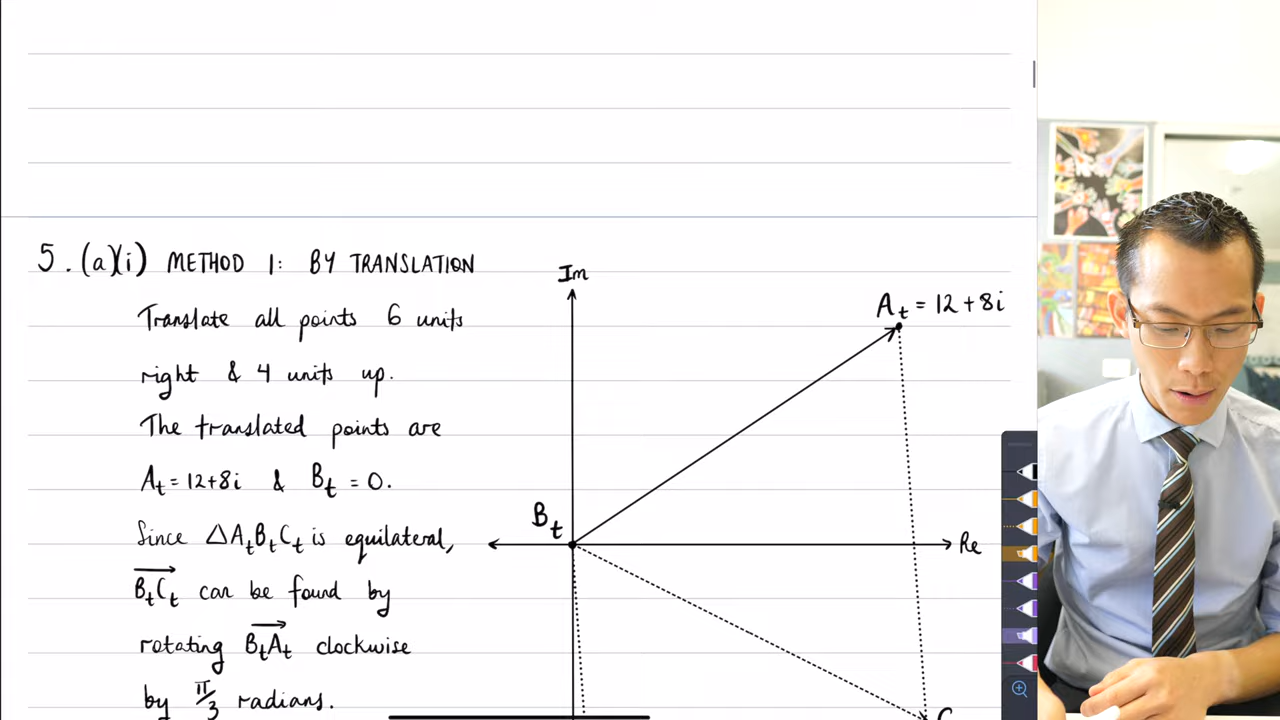 5. (a)(i) METHOD 1: BY TRANSLATION
Translate all points 6 units
right & 4 units up.
The translated points are
At = 12+8i & Bt = 0.
Since △AtBtCt is equilateral,
BtCt can be found by
rotating BtAt clockwise
by π/3 radians.
Im
At = 12+8i
Bt
Re